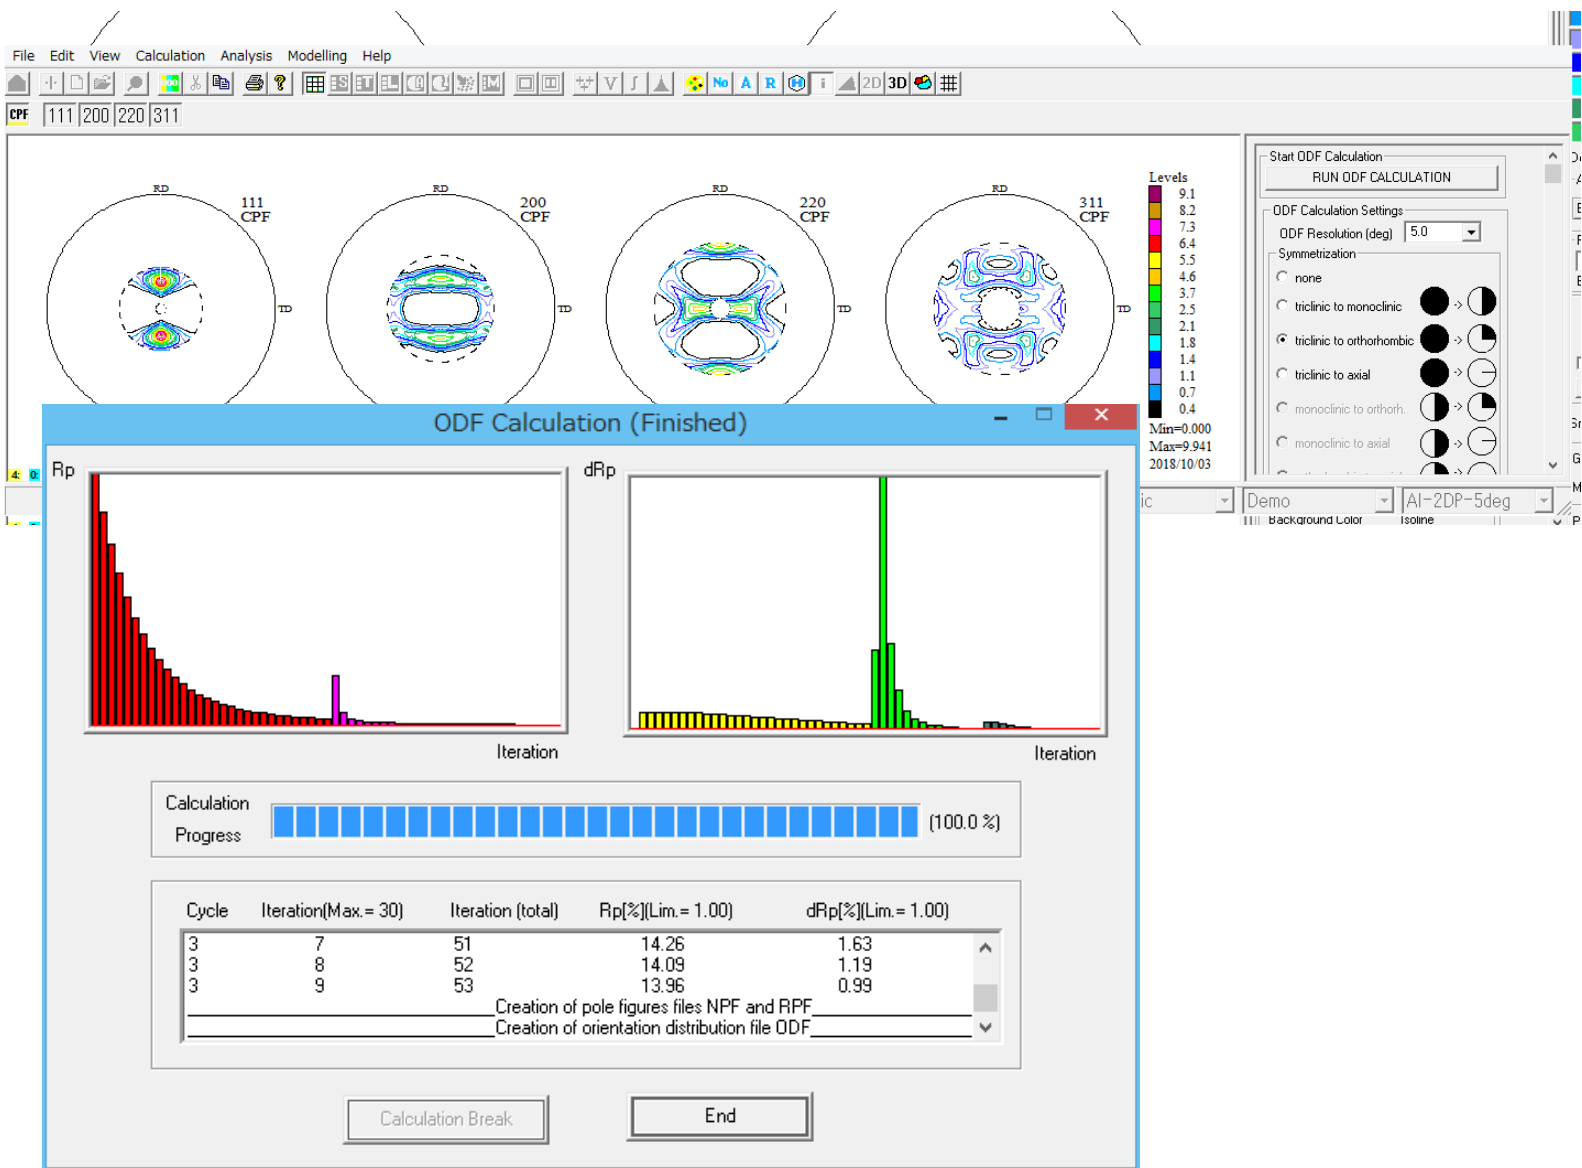 File Edit View Calculation Analysis Modelling Help
No A R i 2D 3D
CPF 111 200 220 311
RD
111
CPF
TD
RD
200
CPF
TD
RD
220
CPF
TD
RD
311
CPF
TD
Levels
9.1
8.2
7.3
6.4
5.5
4.6
3.7
2.5
2.1
1.8
1.4
1.1
0.7
0.4
Min=0.000
Max=9.941
2018/10/03
Start ODF Calculation
RUN ODF CALCULATION
ODF Calculation Settings
ODF Resolution (deg) 5.0
Symmetrization
none
triclinic to monoclinic
triclinic to orthorhombic
triclinic to axial
monoclinic to orthorh.
monoclinic to axial
4: 0:
ic Demo Al-2DP-5deg
Background Color Isoline
ODF Calculation (Finished)
Rp
Iteration
dRp
Iteration
Calculation
Progress
(100.0 %)
Cycle Iteration(Max.= 30) Iteration (total) Rp[%](Lim.= 1.00) dRp[%](Lim.= 1.00)
3 7 51 14.26 1.63
3 8 52 14.09 1.19
3 9 53 13.96 0.99
Creation of pole figures files NPF and RPF
Creation of orientation distribution file ODF
Calculation Break
End